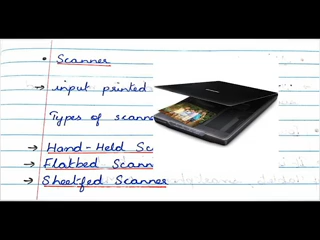 • Scanner
→ input printed
Types of scanne
→ Hand-Held Sc
→ Flatbed Scann
→ Sheetfed Scanner